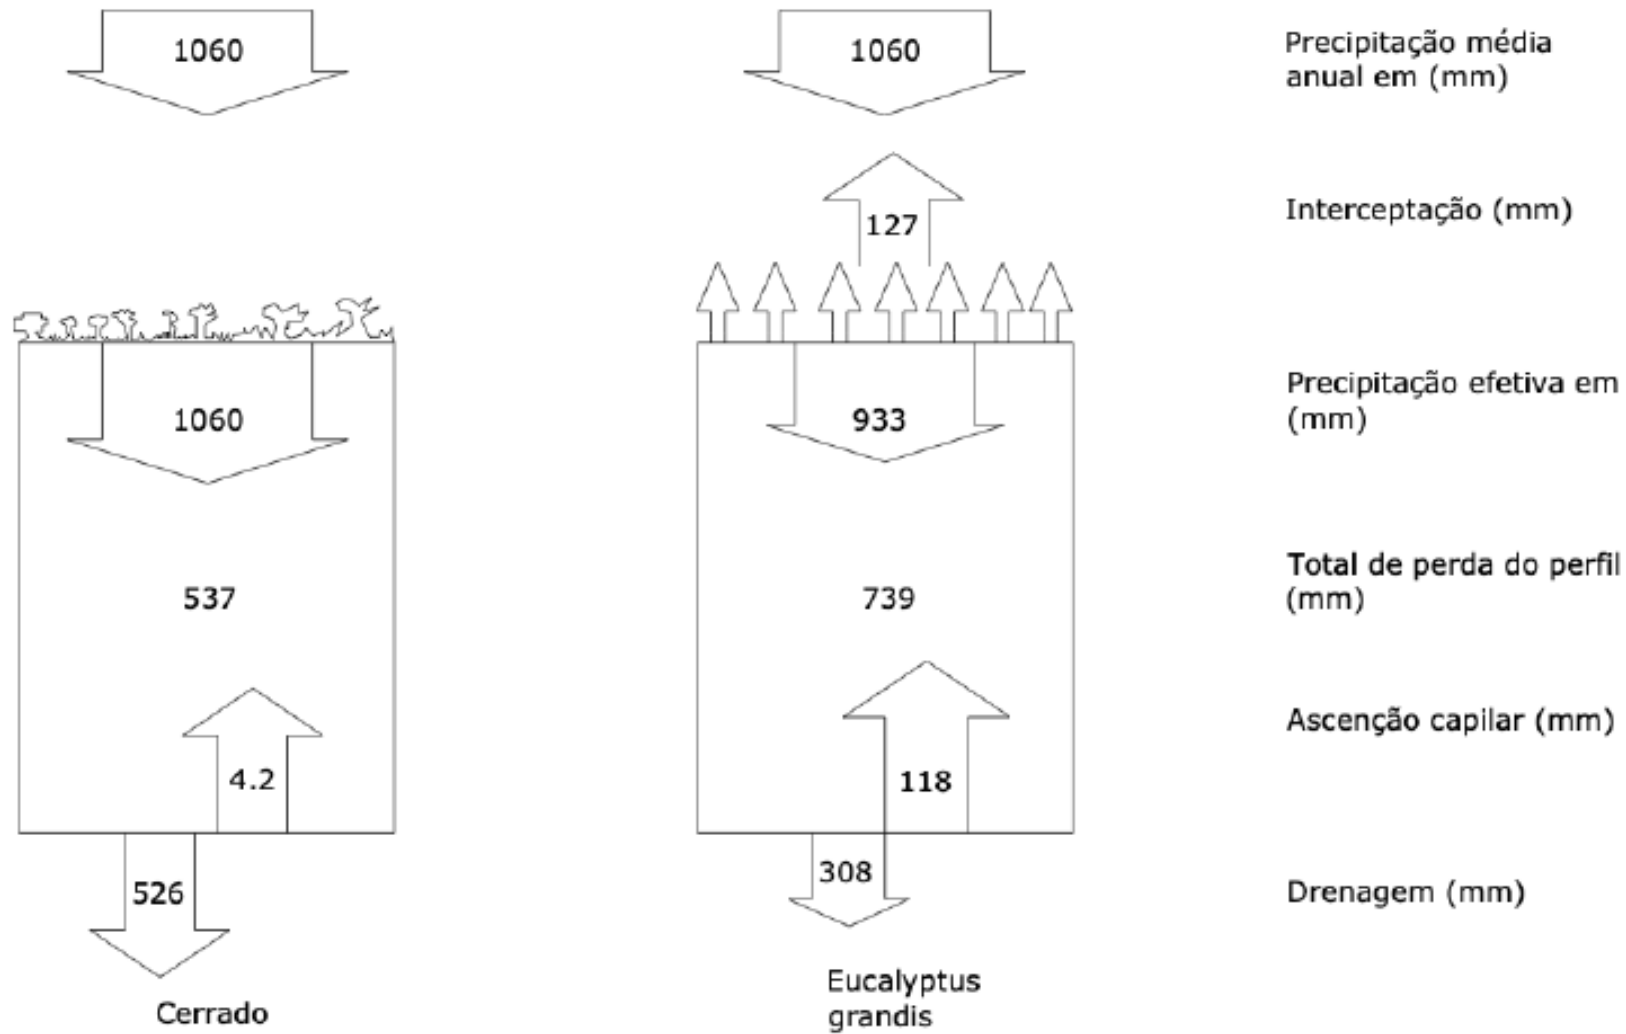 1060
1060
Precipitação média
anual em (mm)
127
Interceptação (mm)
1060
933
Precipitação efetiva em
(mm)
537
739
Total de perda do perfil
(mm)
4.2
118
Ascenção capilar (mm)
526
308
Drenagem (mm)
Cerrado
Eucalyptus
grandis